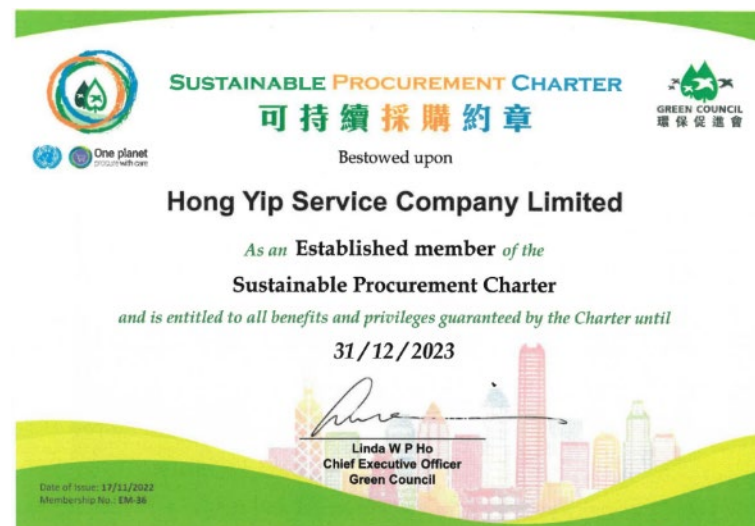 SUSTAINABLE PROCUREMENT CHARTER
可持續採購約章
GREEN COUNCIL
環保促進會
One planet
procure with care
Bestowed upon
Hong Yip Service Company Limited
As an Established member of the
Sustainable Procurement Charter
and is entitled to all benefits and privileges guaranteed by the Charter until
31/12/2023
Linda W P Ho
Chief Executive Officer
Green Council
Date of Issue: 17/11/2022
Membership No.: EM-36